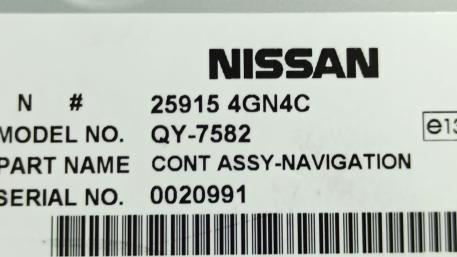 NISSAN
N # 25915 4GN4C
MODEL NO. QY-7582
e13
PART NAME CONT ASSY-NAVIGATION
SERIAL NO. 0020991